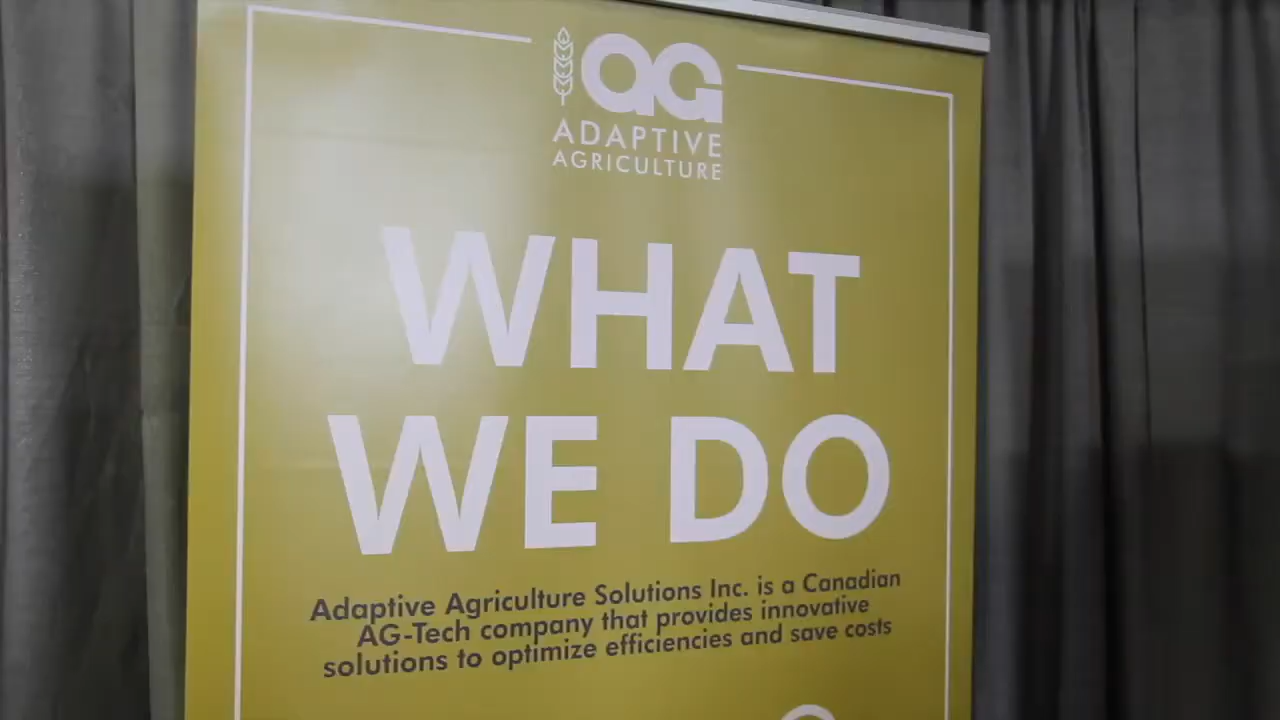 aG
ADAPTIVE
AGRICULTURE
WHAT
WE DO
Adaptive Agriculture Solutions Inc. is a Canadian
AG-Tech company that provides innovative
solutions to optimize efficiencies and save costs